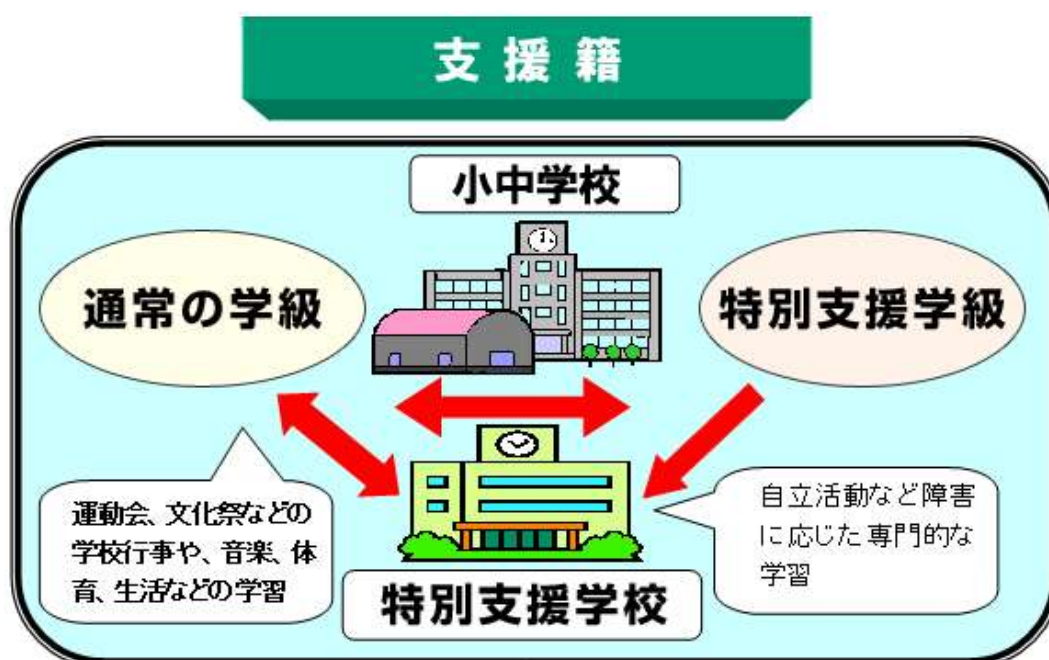 支援籍
小中学校
通常の学級
特別支援学級
運動会、文化祭などの
学校行事や、音楽、体
育、生活などの学習
自立活動など障害
に応じた専門的な
学習
特別支援学校